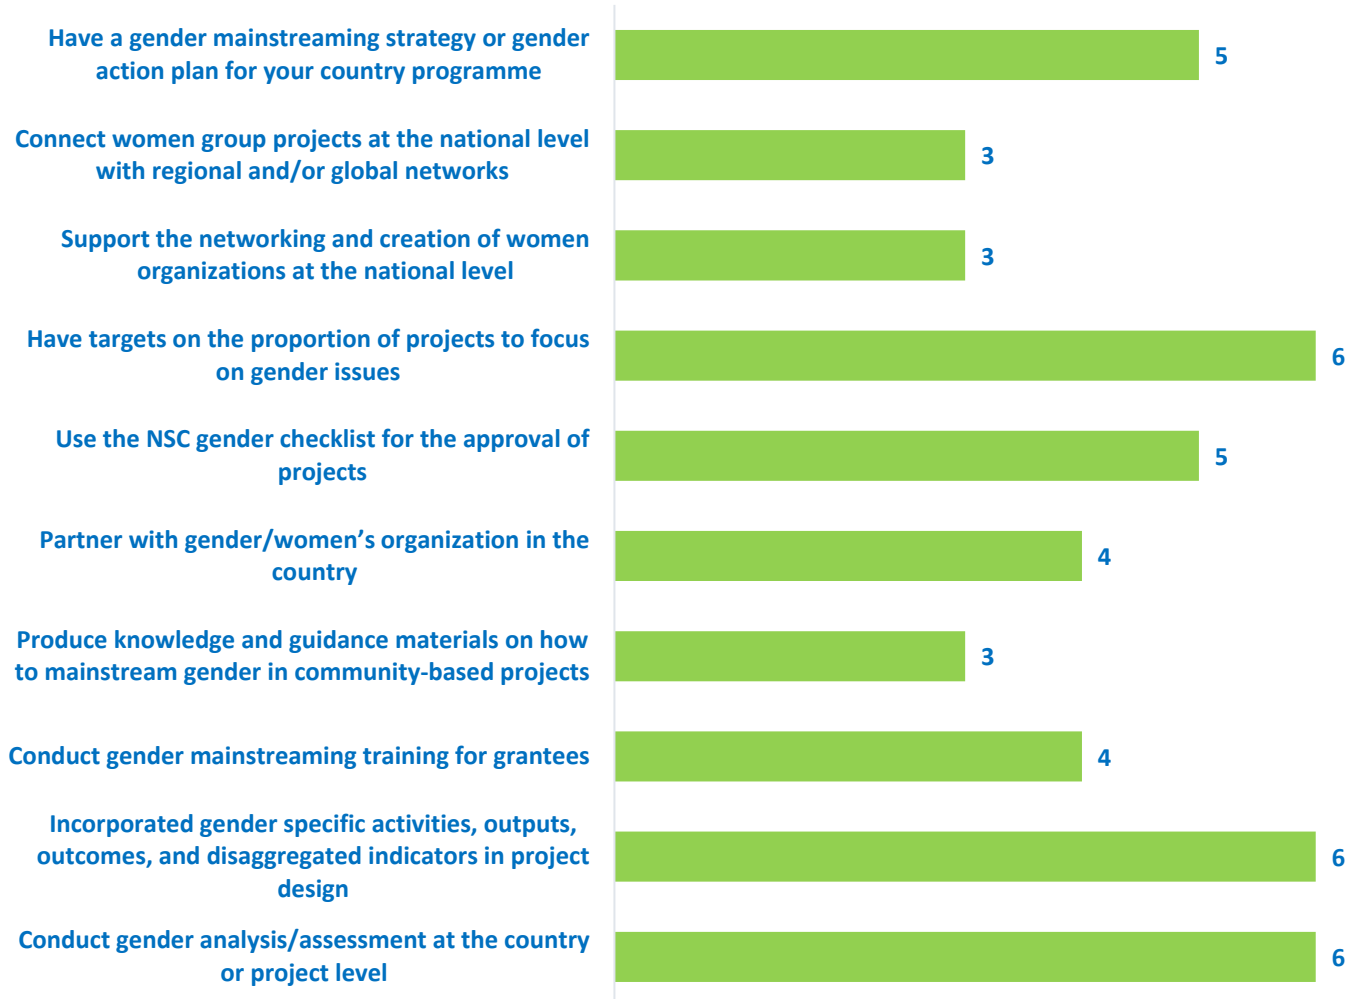 Have a gender mainstreaming strategy or gender
action plan for your country programme
5
Connect women group projects at the national level
with regional and/or global networks
3
Support the networking and creation of women
organizations at the national level
3
Have targets on the proportion of projects to focus
on gender issues
6
Use the NSC gender checklist for the approval of
projects
5
Partner with gender/women’s organization in the
country
4
Produce knowledge and guidance materials on how
to mainstream gender in community-based projects
3
Conduct gender mainstreaming training for grantees
4
Incorporated gender specific activities, outputs,
outcomes, and disaggregated indicators in project
design
6
Conduct gender analysis/assessment at the country
or project level
6